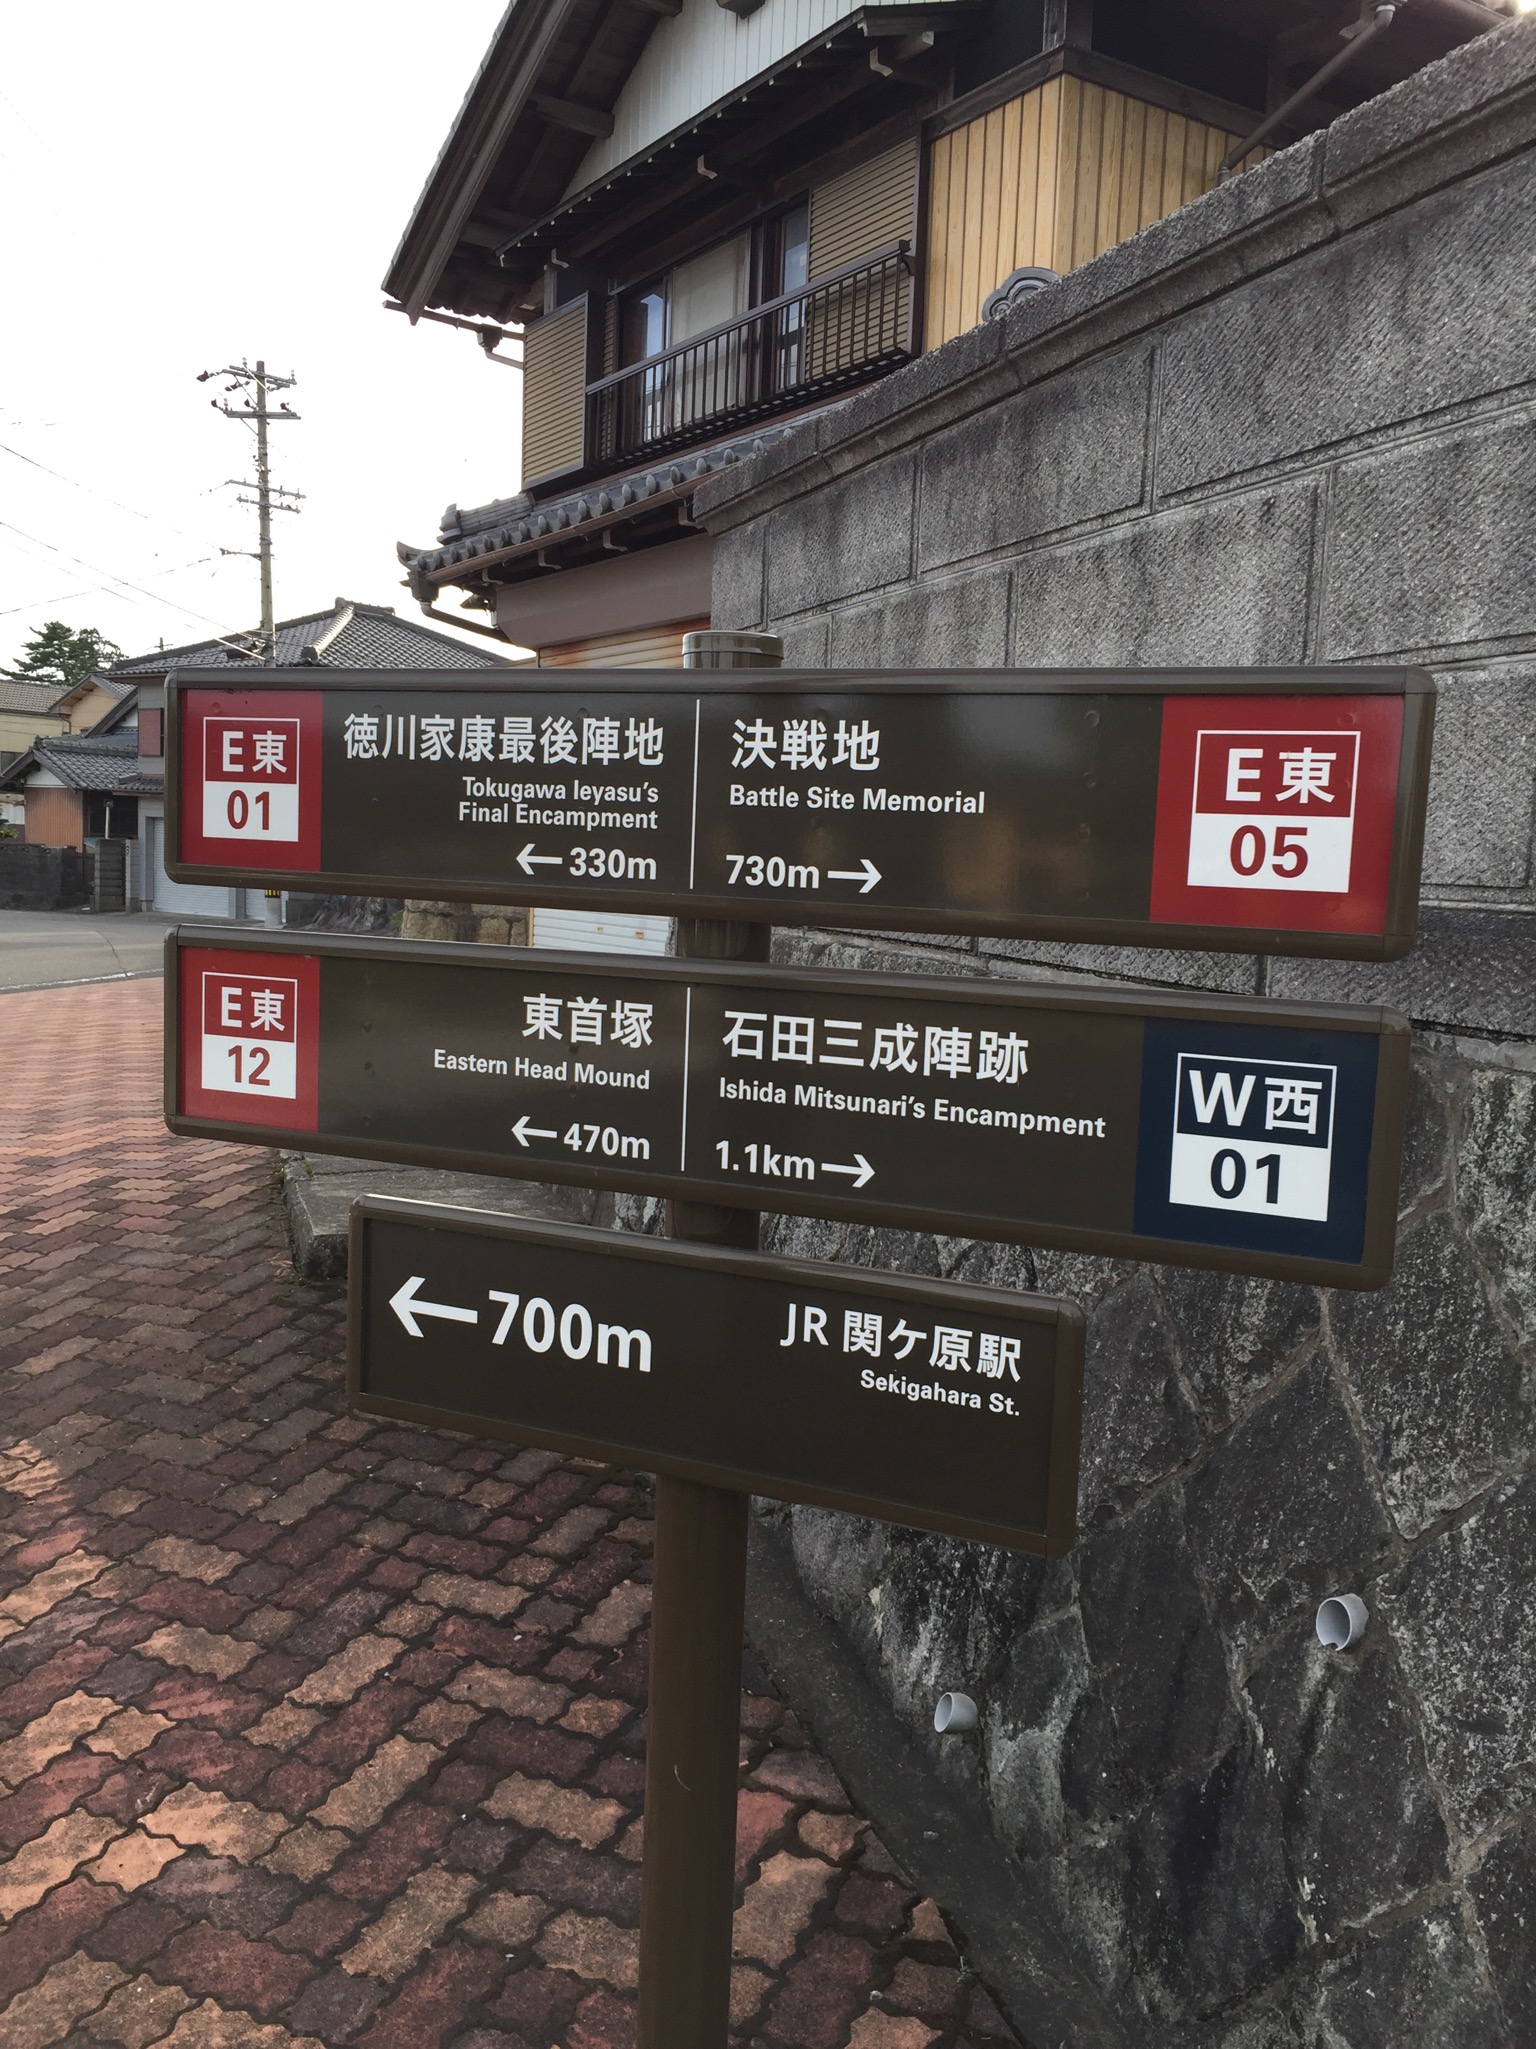 E東
01
徳川家康最後陣地
Tokugawa Ieyasu's
Final Encampment
←330m
決戦地
Battle Site Memorial
730m→
E東
05
E東
12
東首塚
Eastern Head Mound
←470m
石田三成陣跡
Ishida Mitsunari's Encampment
1.1km→
W西
01
←700m
JR 関ケ原駅
Sekigahara St.